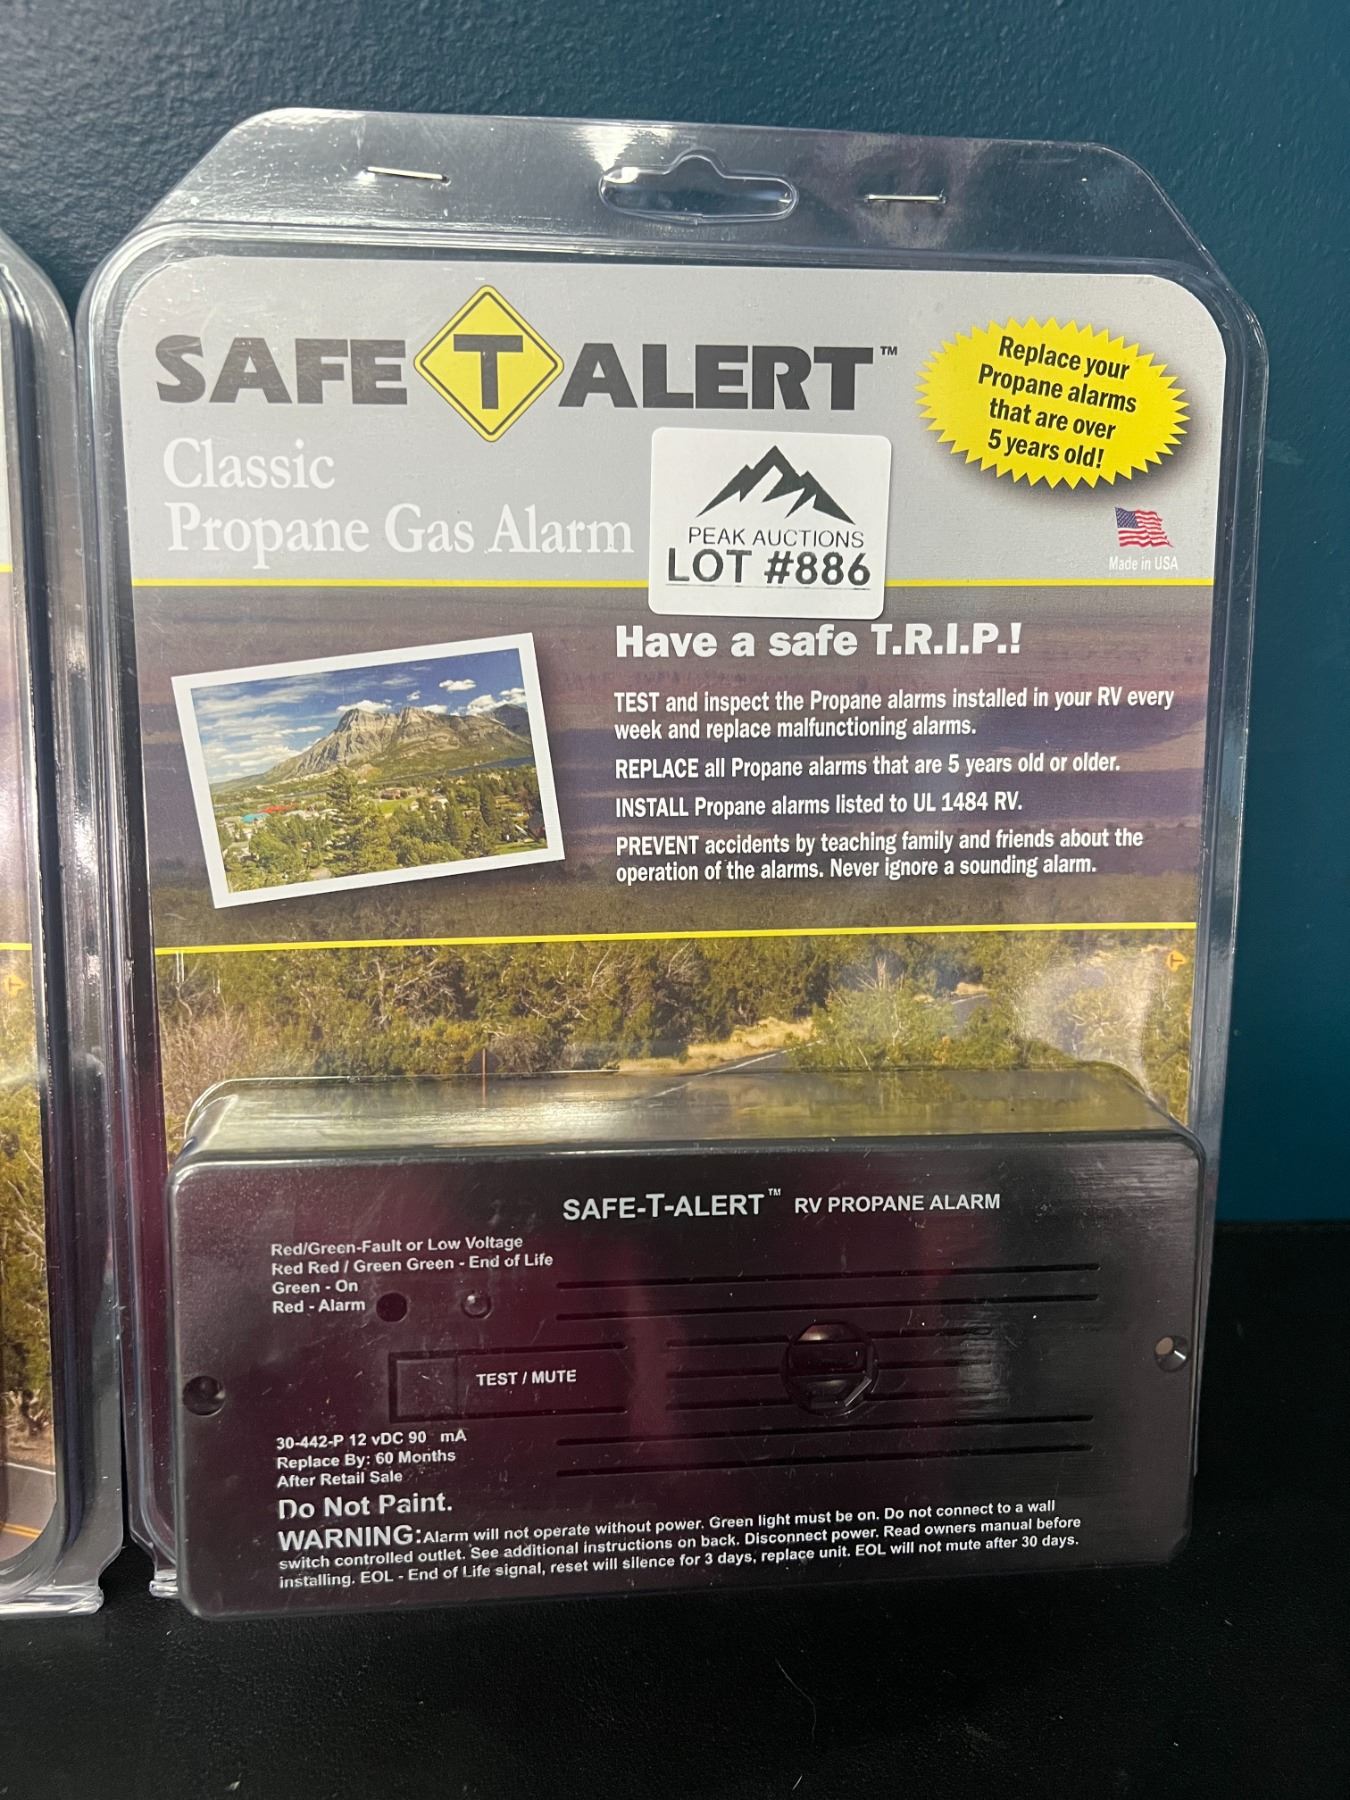 SAFE T ALERT™
Classic
Propane Gas Alarm
Replace your
Propane alarms
that are over
5 years old!
PEAK AUCTIONS
LOT #886
Made in USA
Have a safe T.R.I.P.!
TEST and inspect the Propane alarms installed in your RV every
week and replace malfunctioning alarms.
REPLACE all Propane alarms that are 5 years old or older.
INSTALL Propane alarms listed to UL 1484 RV.
PREVENT accidents by teaching family and friends about the
operation of the alarms. Never ignore a sounding alarm.
SAFE-T-ALERT™ RV PROPANE ALARM
Red/Green-Fault or Low Voltage
Red Red / Green Green - End of Life
Green - On
Red - Alarm
TEST / MUTE
30-442-P 12 vDC 90 mA
Replace By: 60 Months
After Retail Sale
Do Not Paint.
WARNING: Alarm will not operate without power. Green light must be on. Do not connect to a wall
switch controlled outlet. See additional instructions on back. Disconnect power. Read owners manual before
installing. EOL - End of Life signal, reset will silence for 3 days, replace unit. EOL will not mute after 30 days.